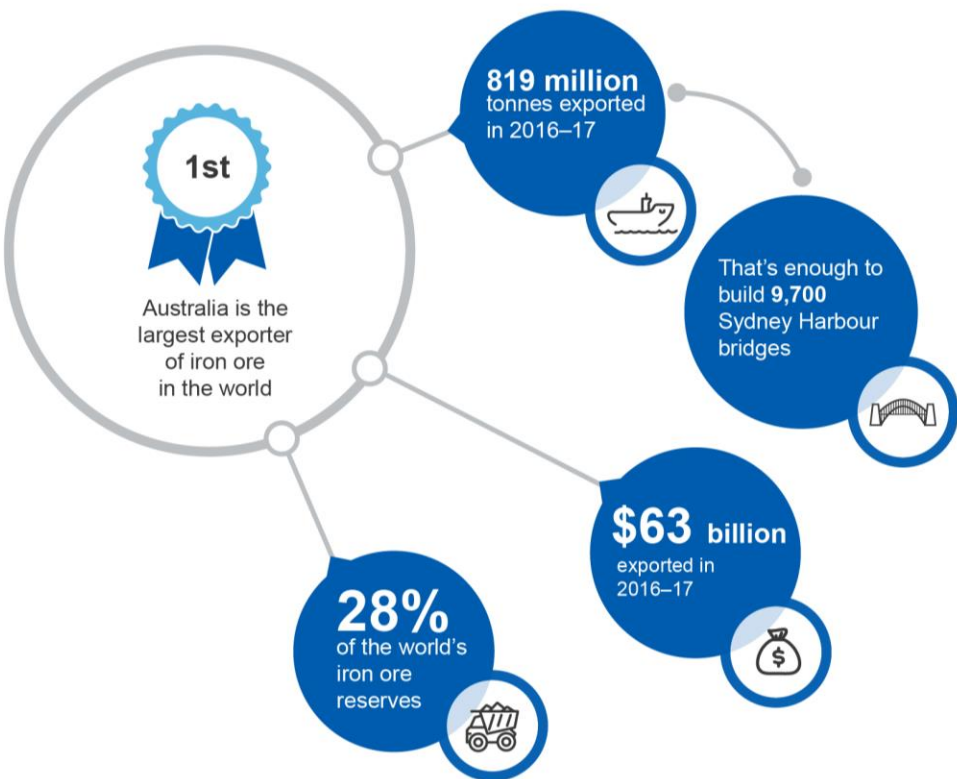 1st
Australia is the
largest exporter
of iron ore
in the world
819 million
tonnes exported
in 2016–17
That’s enough to
build 9,700
Sydney Harbour
bridges
$63 billion
exported in
2016–17
$
28%
of the world’s
iron ore
reserves